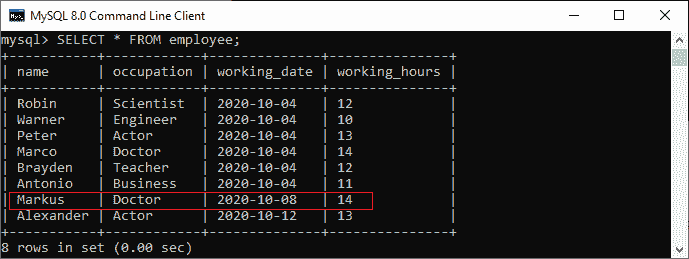 MySQL 8.0 Command Line Client
mysql> SELECT * FROM employee;
+-----------+------------+--------------+---------------+
| name      | occupation | working_date | working_hours |
+-----------+------------+--------------+---------------+
| Robin     | Scientist  | 2020-10-04   | 12            |
| Warner    | Engineer   | 2020-10-04   | 10            |
| Peter     | Actor      | 2020-10-04   | 13            |
| Marco     | Doctor     | 2020-10-04   | 14            |
| Brayden   | Teacher    | 2020-10-04   | 12            |
| Antonio   | Business   | 2020-10-04   | 11            |
| Markus    | Doctor     | 2020-10-08   | 14            |
| Alexander | Actor      | 2020-10-12   | 13            |
+-----------+------------+--------------+---------------+
8 rows in set (0.00 sec)